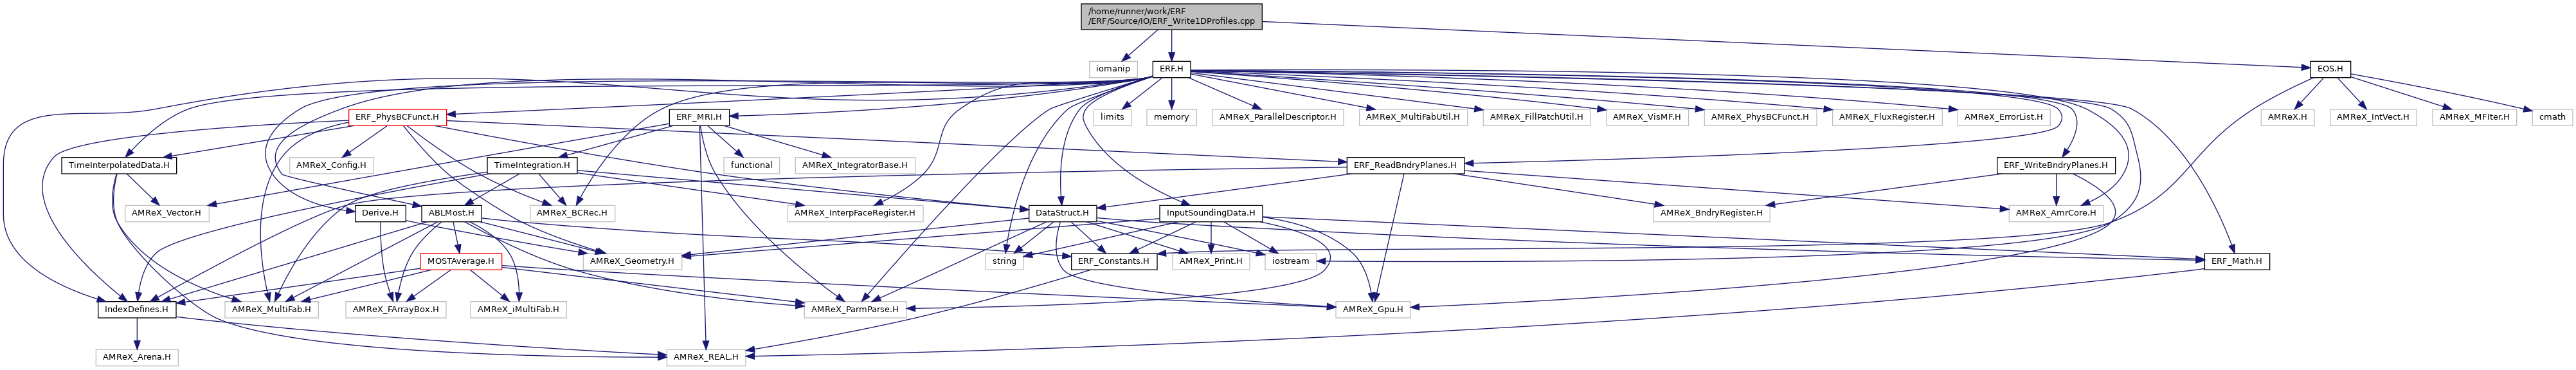 /home/runner/work/ERF
/ERF/Source/IO/ERF_Write1DProfiles.cpp
iomanip
ERF.H
EOS.H
ERF_PhysBCFunct.H
ERF_MRI.H
limits
memory
AMReX_ParallelDescriptor.H
AMReX_MultiFabUtil.H
AMReX_FillPatchUtil.H
AMReX_VisMF.H
AMReX_PhysBCFunct.H
AMReX_FluxRegister.H
AMReX_ErrorList.H
AMReX.H
AMReX_IntVect.H
AMReX_MFIter.H
cmath
TimeInterpolatedData.H
AMReX_Config.H
TimeIntegration.H
functional
AMReX_IntegratorBase.H
ERF_ReadBndryPlanes.H
ERF_WriteBndryPlanes.H
AMReX_Vector.H
Derive.H
ABLMost.H
AMReX_BCRec.H
AMReX_InterpFaceRegister.H
DataStruct.H
InputSoundingData.H
AMReX_BndryRegister.H
AMReX_AmrCore.H
MOSTAverage.H
AMReX_Geometry.H
string
ERF_Constants.H
AMReX_Print.H
iostream
ERF_Math.H
IndexDefines.H
AMReX_MultiFab.H
AMReX_FArrayBox.H
AMReX_iMultiFab.H
AMReX_ParmParse.H
AMReX_Gpu.H
AMReX_Arena.H
AMReX_REAL.H